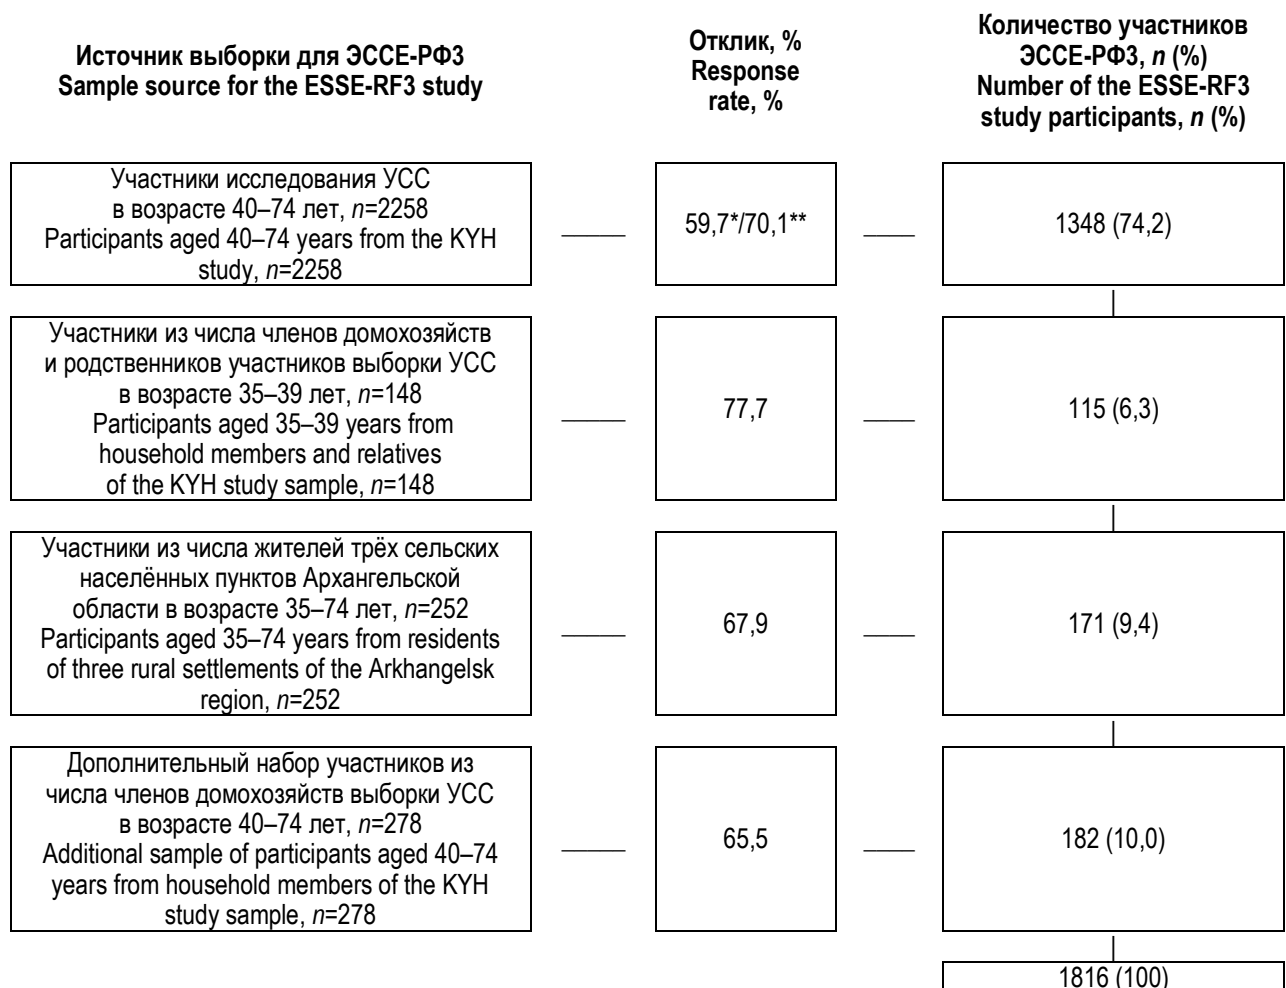 Источник выборки для ЭССЕ-РФ3
Sample source for the ESSE-RF3 study
Отклик, %
Response
rate, %
Количество участников
ЭССЕ-РФ3, n (%)
Number of the ESSE-RF3
study participants, n (%)
Участники исследования УСС
в возрасте 40–74 лет, n=2258
Participants aged 40–74 years from the KYH
study, n=2258
59,7*/70,1**
1348 (74,2)
Участники из числа членов домохозяйств
и родственников участников выборки УСС
в возрасте 35–39 лет, n=148
Participants aged 35–39 years from
household members and relatives
of the KYH study sample, n=148
77,7
115 (6,3)
Участники из числа жителей трёх сельских
населённых пунктов Архангельской
области в возрасте 35–74 лет, n=252
Participants aged 35–74 years from residents
of three rural settlements of the Arkhangelsk
region, n=252
67,9
171 (9,4)
Дополнительный набор участников из
числа членов домохозяйств выборки УСС
в возрасте 40–74 лет, n=278
Additional sample of participants aged 40–74
years from household members of the KYH
study sample, n=278
65,5
182 (10,0)
1816 (100)